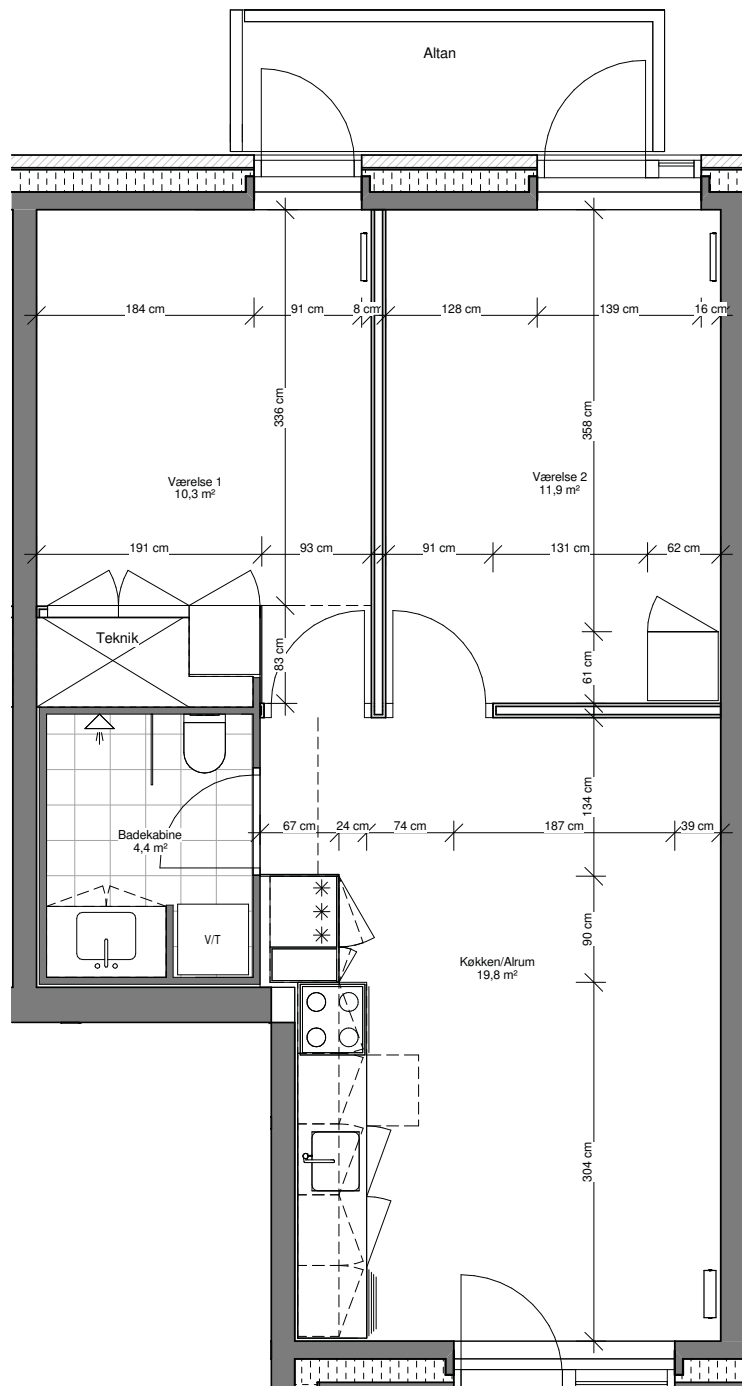 Altan
184 cm
91 cm
8 cm
128 cm
139 cm
16 cm
336 cm
358 cm
Værelse 1
10,3 m²
Værelse 2
11,9 m²
191 cm
93 cm
91 cm
131 cm
62 cm
Teknik
83 cm
61 cm
134 cm
Badekabine
4,4 m²
67 cm
24 cm
74 cm
187 cm
39 cm
V/T
90 cm
Køkken/Alrum
19,8 m²
304 cm